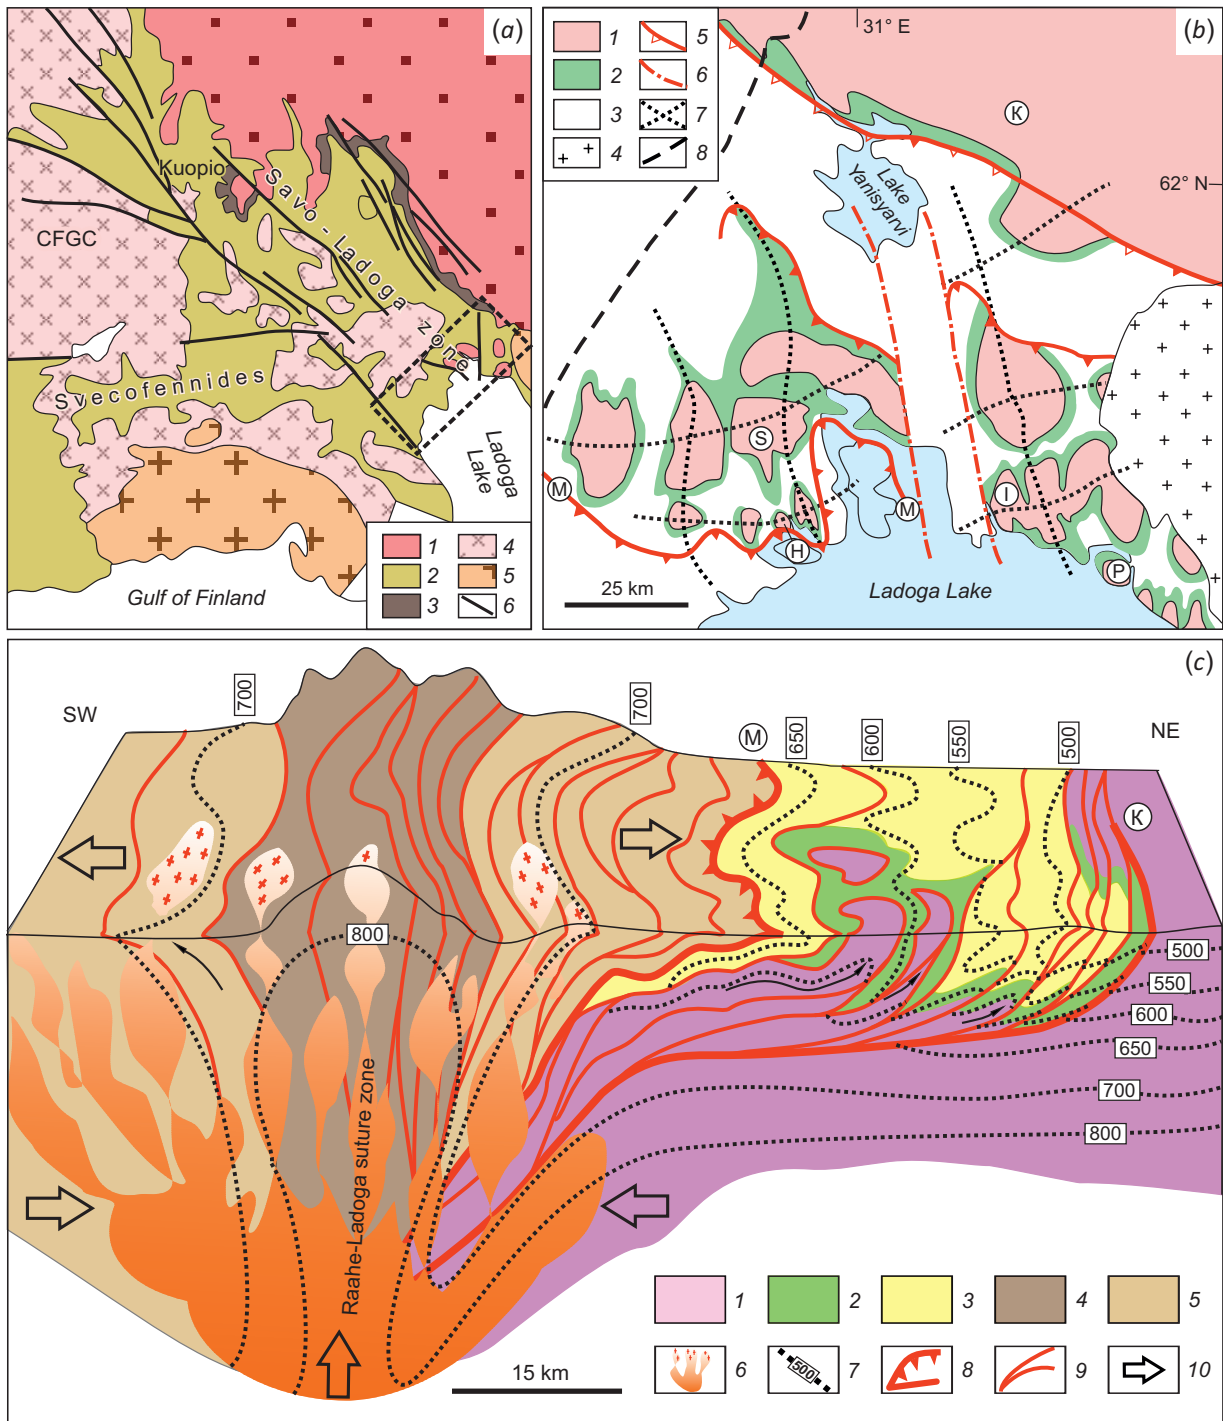 (a)
Kuopio
CFGC
Savo - Ladoga zone
Svecofennides
Ladoga
Lake
Gulf of Finland
1
2
3
4
5
6
(b)
31° E
62° N
1
2
3
4
5
6
7
8
K
Lake
Yanisyarvi
S
M
M
I
H
P
25 km
Ladoga Lake
(c)
SW
NE
700
700
M
650
600
550
500
K
800
500
550
600
650
700
800
Raahe-Ladoga suture zone
15 km
1
2
3
4
5
6
500
7
8
9
10